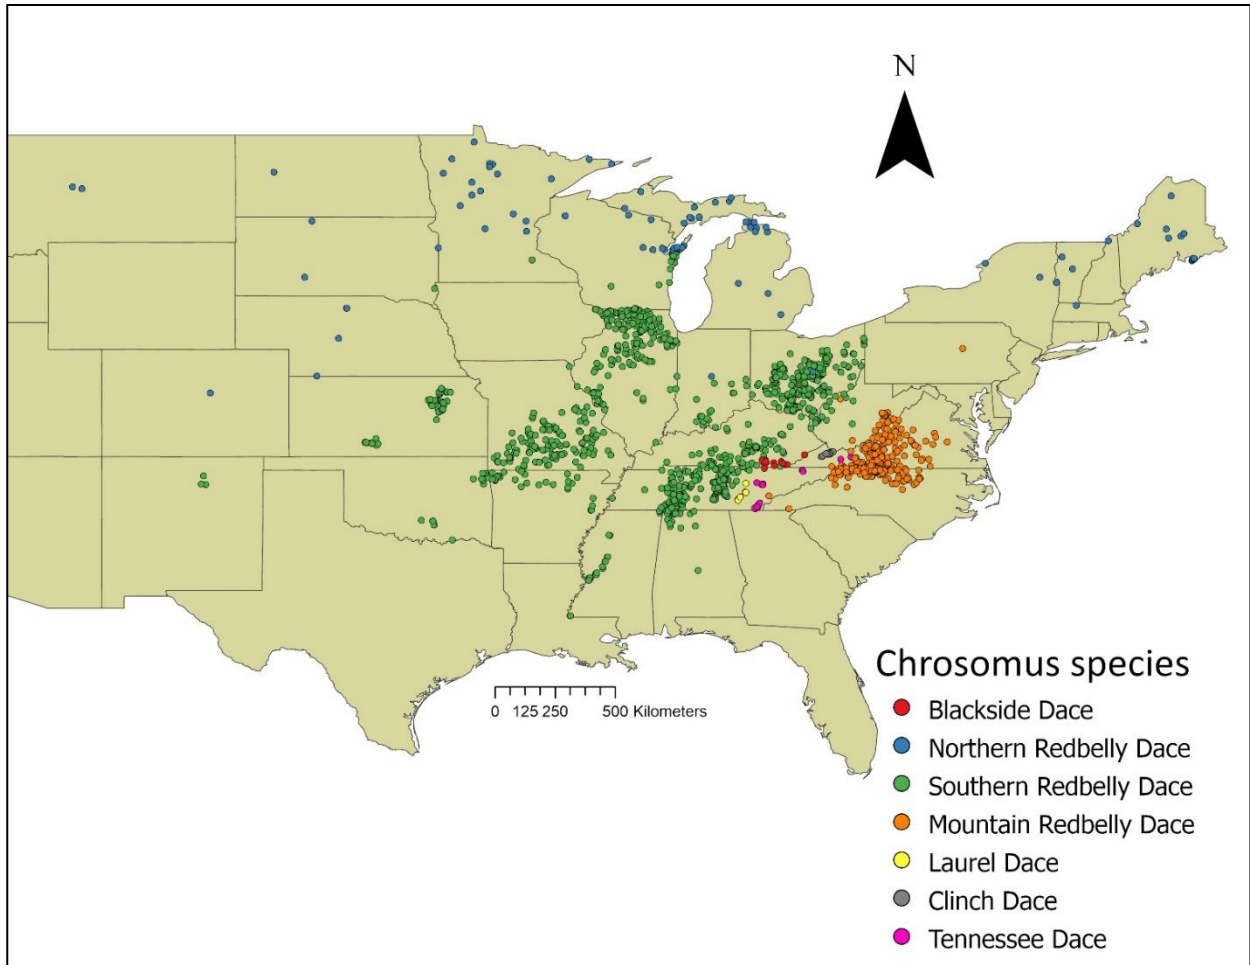 N
0 125 250 500 Kilometers
Chrosomus species
Blackside Dace
Northern Redbelly Dace
Southern Redbelly Dace
Mountain Redbelly Dace
Laurel Dace
Clinch Dace
Tennessee Dace